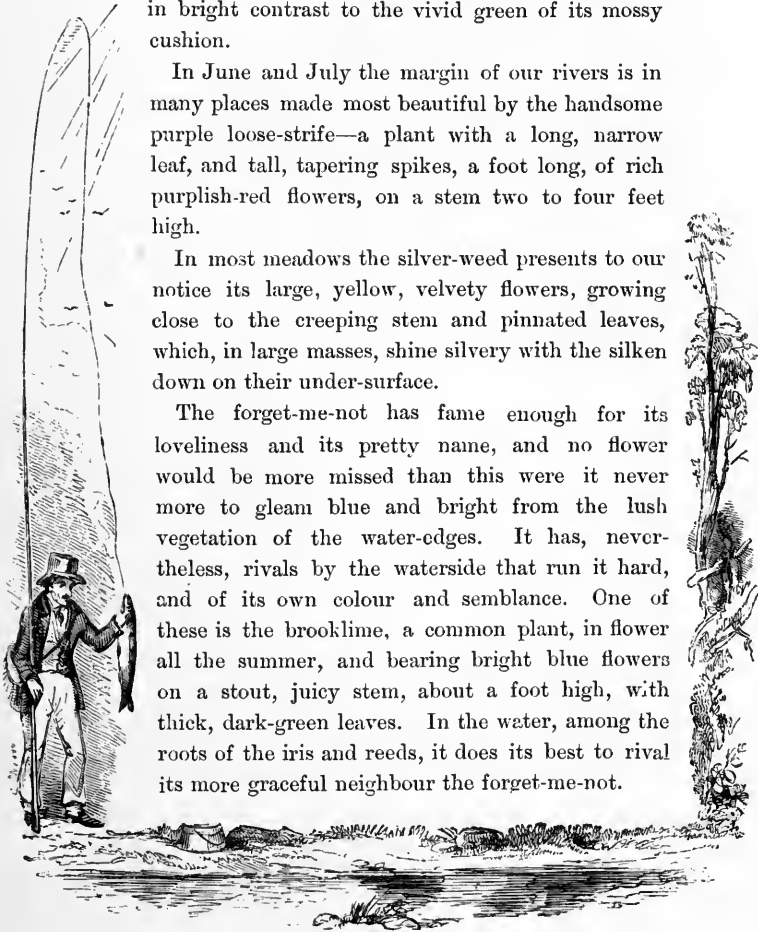 in bright contrast to the vivid green of its mossy
cushion.
In June and July the margin of our rivers is in
many places made most beautiful by the handsome
purple loose-strife—a plant with a long, narrow
leaf, and tall, tapering spikes, a foot long, of rich
purplish-red flowers, on a stem two to four feet
high.
In most meadows the silver-weed presents to our
notice its large, yellow, velvety flowers, growing
close to the creeping stem and pinnated leaves,
which, in large masses, shine silvery with the silken
down on their under-surface.
The forget-me-not has fame enough for its
loveliness and its pretty name, and no flower
would be more missed than this were it never
more to gleam blue and bright from the lush
vegetation of the water-edges. It has, never-
theless, rivals by the waterside that run it hard,
and of its own colour and semblance. One of
these is the brooklime, a common plant, in flower
all the summer, and bearing bright blue flowers
on a stout, juicy stem, about a foot high, with
thick, dark-green leaves. In the water, among the
roots of the iris and reeds, it does its best to rival
its more graceful neighbour the forget-me-not.